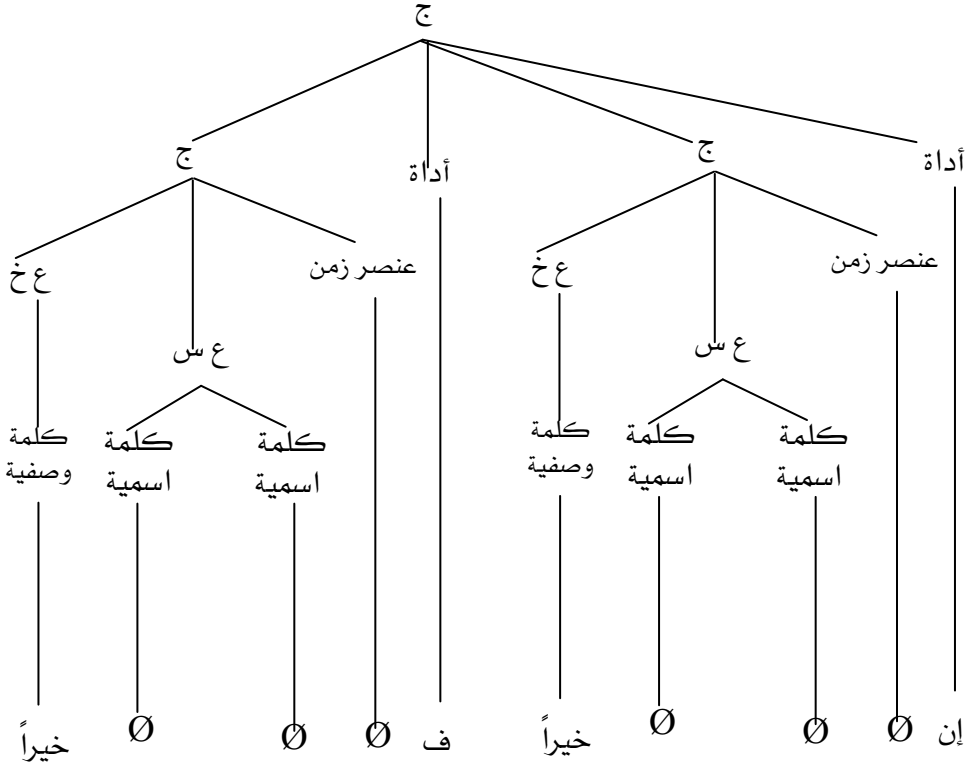 ج
أداة ج أداة ج
عنصر زمن ع خ عنصر زمن ع خ
ع س ع س
كلمة كلمة كلمة كلمة كلمة كلمة
اسمية اسمية وصفية اسمية اسمية وصفية
إن Ø Ø Ø خيراً ف Ø Ø Ø خيراً